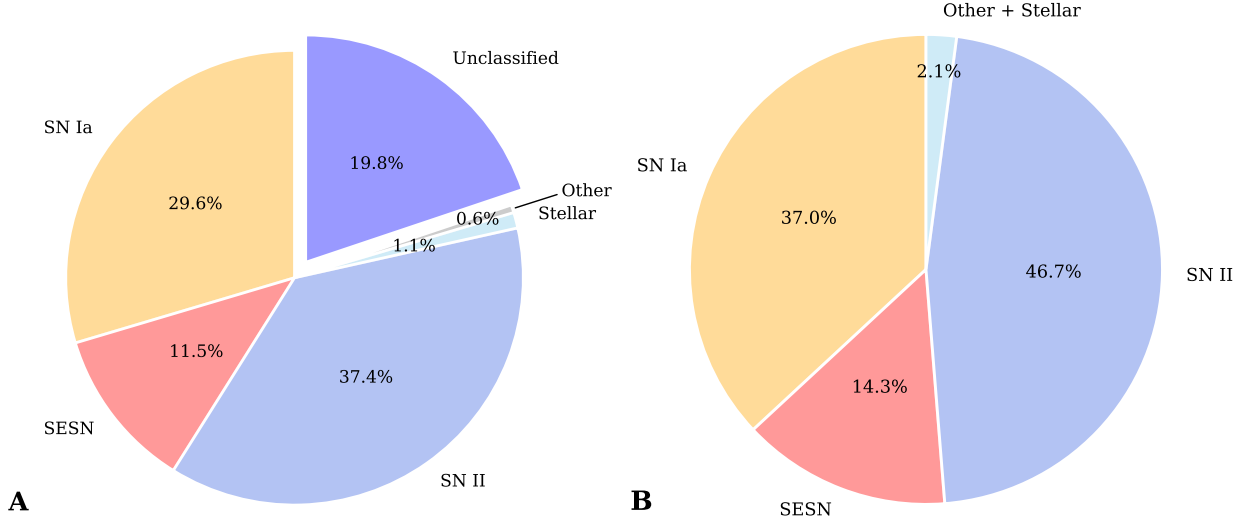 Unclassified
SN Ia
19.8%
Other
29.6%
Stellar
0.6%
1.1%
11.5%
37.4%
SESN
SN II
A
Other + Stellar
2.1%
SN Ia
37.0%
46.7%
SN II
14.3%
SESN
B